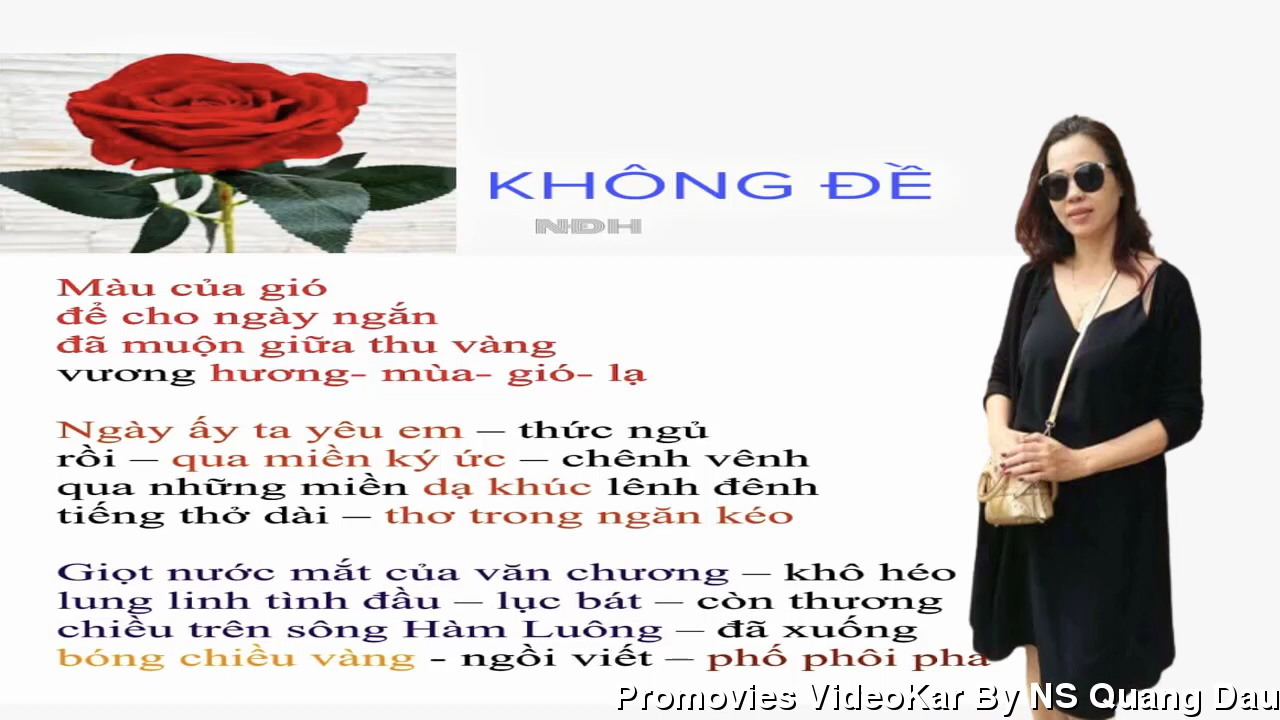 KHÔNG ĐỀ
NĐH
Màu của gió
để cho ngày ngắn
đã muộn giữa thu vàng
vương hương- mùa- gió- lạ
Ngày ấy ta yêu em – thức ngủ
rồi – qua miền ký ức – chênh vênh
qua những miền dạ khúc lênh đênh
tiếng thở dài – thơ trong ngăn kéo
Giọt nước mắt của văn chương – khô héo
lung linh tình đầu – lục bát – còn thương
chiều trên sông Hàm Luông – đã xuống
bóng chiều vàng - ngồi viết – phố phôi pha
Promovies VideoKar By NS Quang Dau